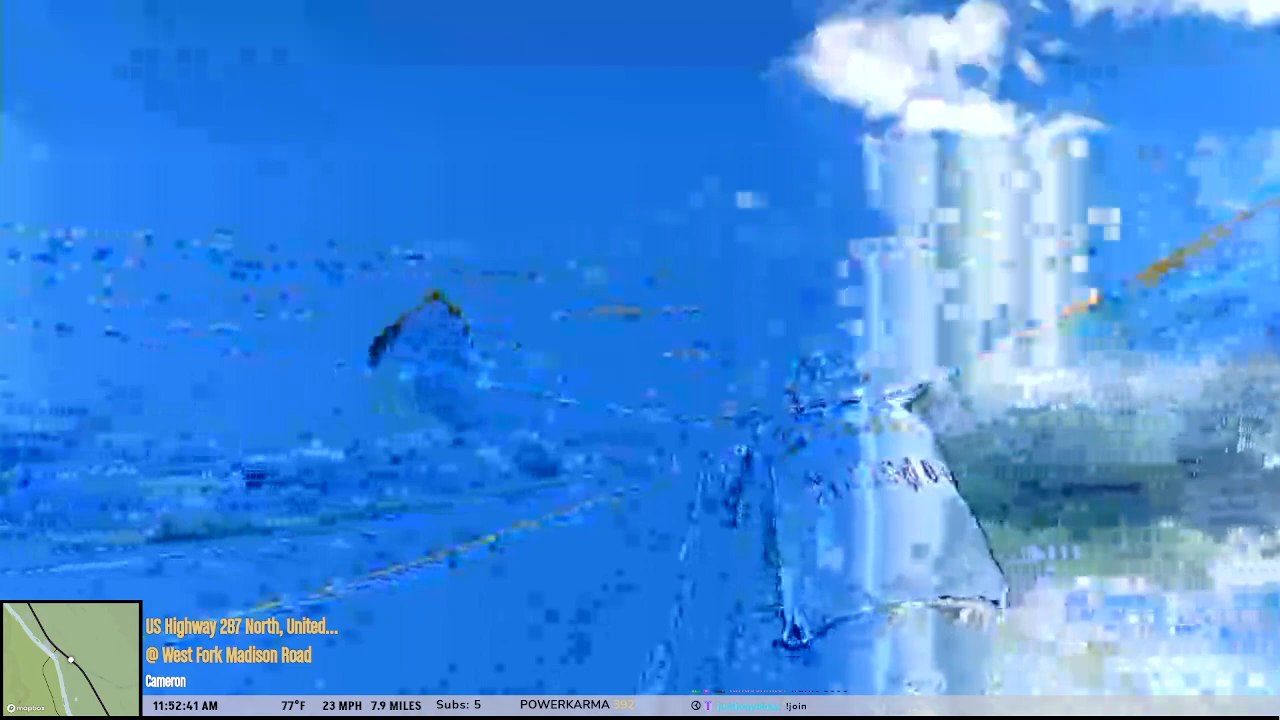 US Highway 287 North, United...
@ West Fork Madison Road
Cameron
mapbox
11:52:41 AM 77°F 23 MPH 7.9 MILES Subs: 5 POWERKARMA 392
!join